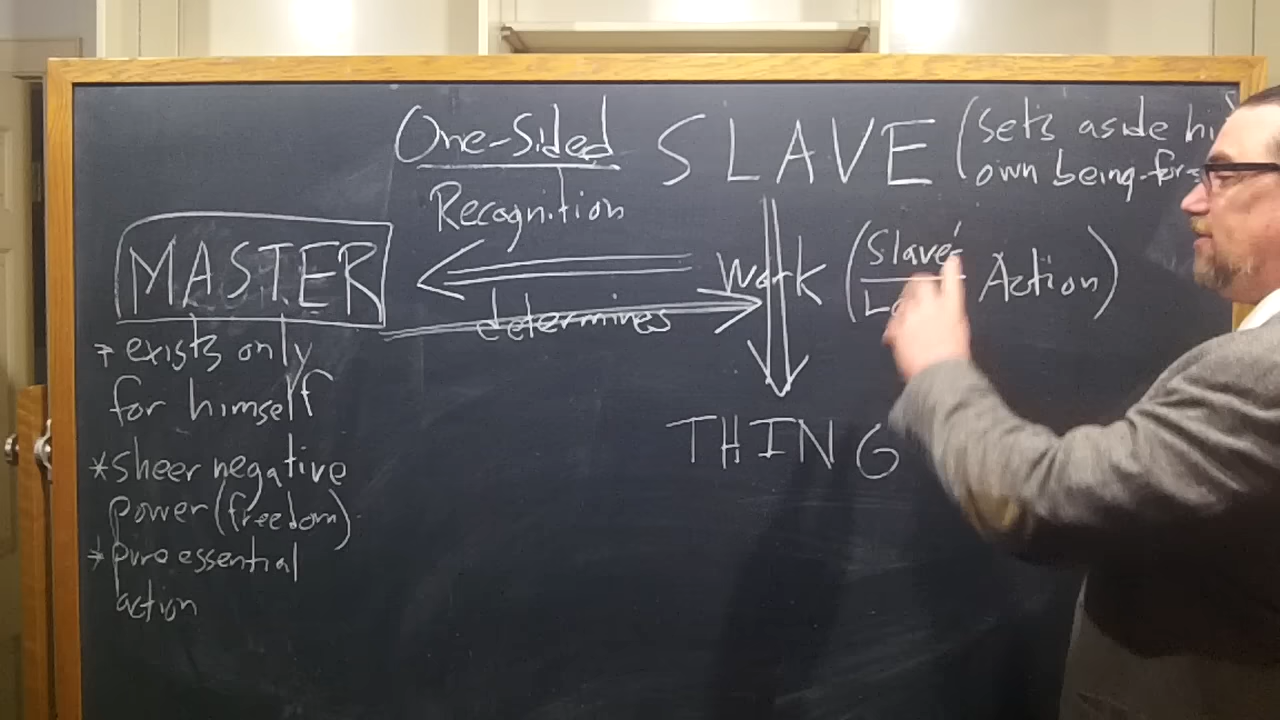 One-Sided
Recognition
SLAVE (sets aside
own being-for-
MASTER
determines
Work (Slave's
Action)
THING
→ exists only
for himself
* sheer negative
power (freedom)
* pure essential
action